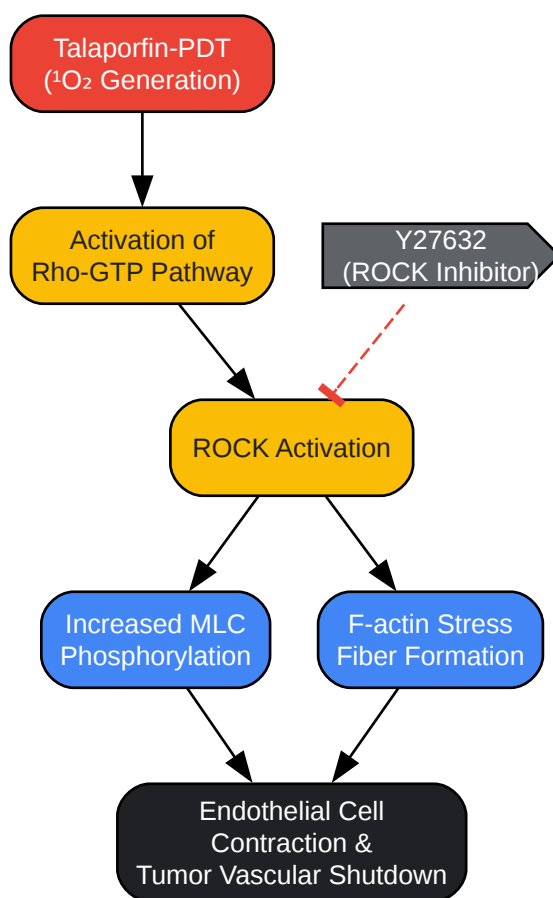 Talaporfin-PDT
(¹O₂ Generation)
Activation of
Rho-GTP Pathway
Y27632
(ROCK Inhibitor)
ROCK Activation
Increased MLC
Phosphorylation
F-actin Stress
Fiber Formation
Endothelial Cell
Contraction &
Tumor Vascular Shutdown